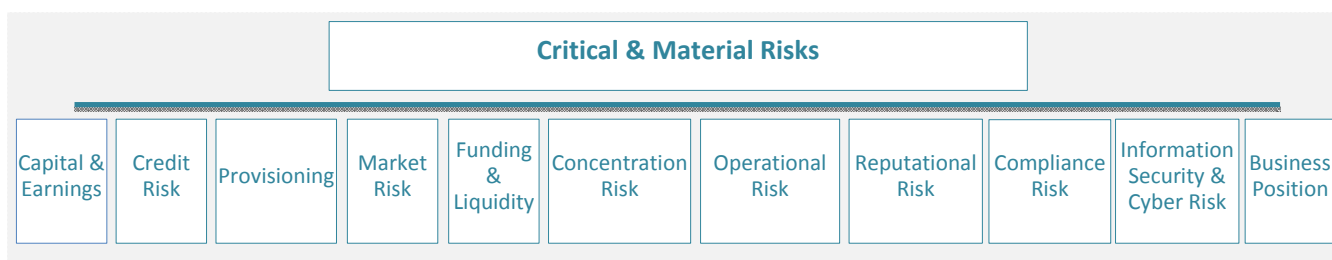 Critical & Material Risks
Capital &
Earnings
Credit
Risk
Provisioning
Market
Risk
Funding
&
Liquidity
Concentration
Risk
Operational
Risk
Reputational
Risk
Compliance
Risk
Information
Security &
Cyber Risk
Business
Position